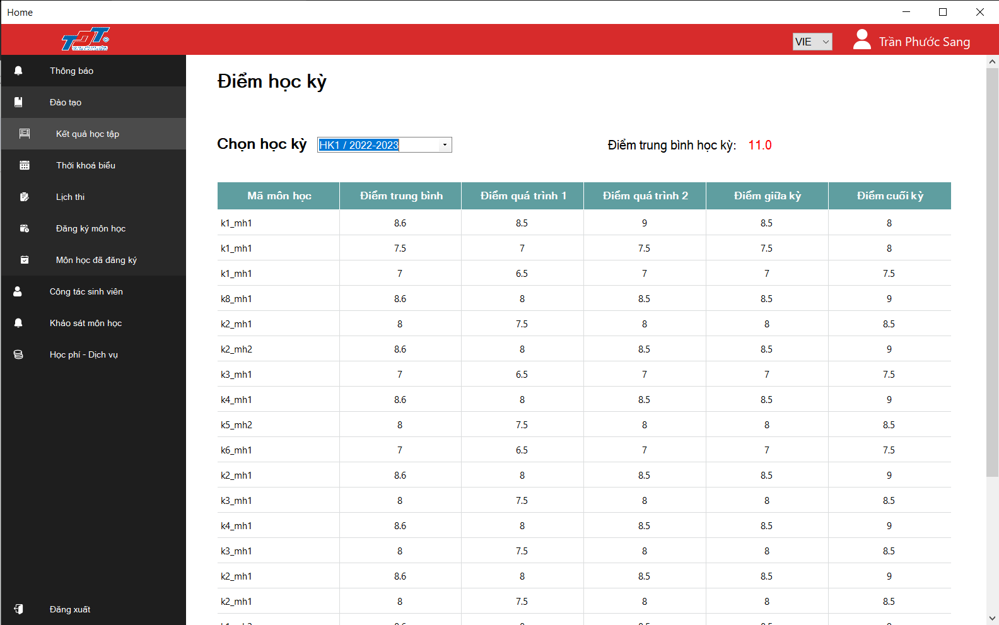 Home
VIE
Trần Phước Sang
Thông báo
Đào tạo
Kết quả học tập
Thời khoá biểu
Lịch thi
Đăng ký môn học
Môn học đã đăng ký
Công tác sinh viên
Khảo sát môn học
Học phí - Dịch vụ
Đăng xuất
Điểm học kỳ
Chọn học kỳ HK1 / 2022-2023 Điểm trung bình học kỳ: 11.0
Mã môn học Điểm trung bình Điểm quá trình 1 Điểm quá trình 2 Điểm giữa kỳ Điểm cuối kỳ
k1_mh1 8.6 8.5 9 8.5 8
k1_mh1 7.5 7 7.5 7.5 8
k1_mh1 7 6.5 7 7 7.5
k8_mh1 8.6 8 8.5 8.5 9
k2_mh1 8 7.5 8 8 8.5
k2_mh2 8.6 8 8.5 8.5 9
k3_mh1 7 6.5 7 7 7.5
k4_mh1 8.6 8 8.5 8.5 9
k5_mh2 8 7.5 8 8 8.5
k6_mh1 7 6.5 7 7 7.5
k2_mh1 8.6 8 8.5 8.5 9
k3_mh1 8 7.5 8 8 8.5
k4_mh1 8.6 8 8.5 8.5 9
k3_mh1 8 7.5 8 8 8.5
k2_mh1 8.6 8 8.5 8.5 9
k2_mh1 8 7.5 8 8 8.5